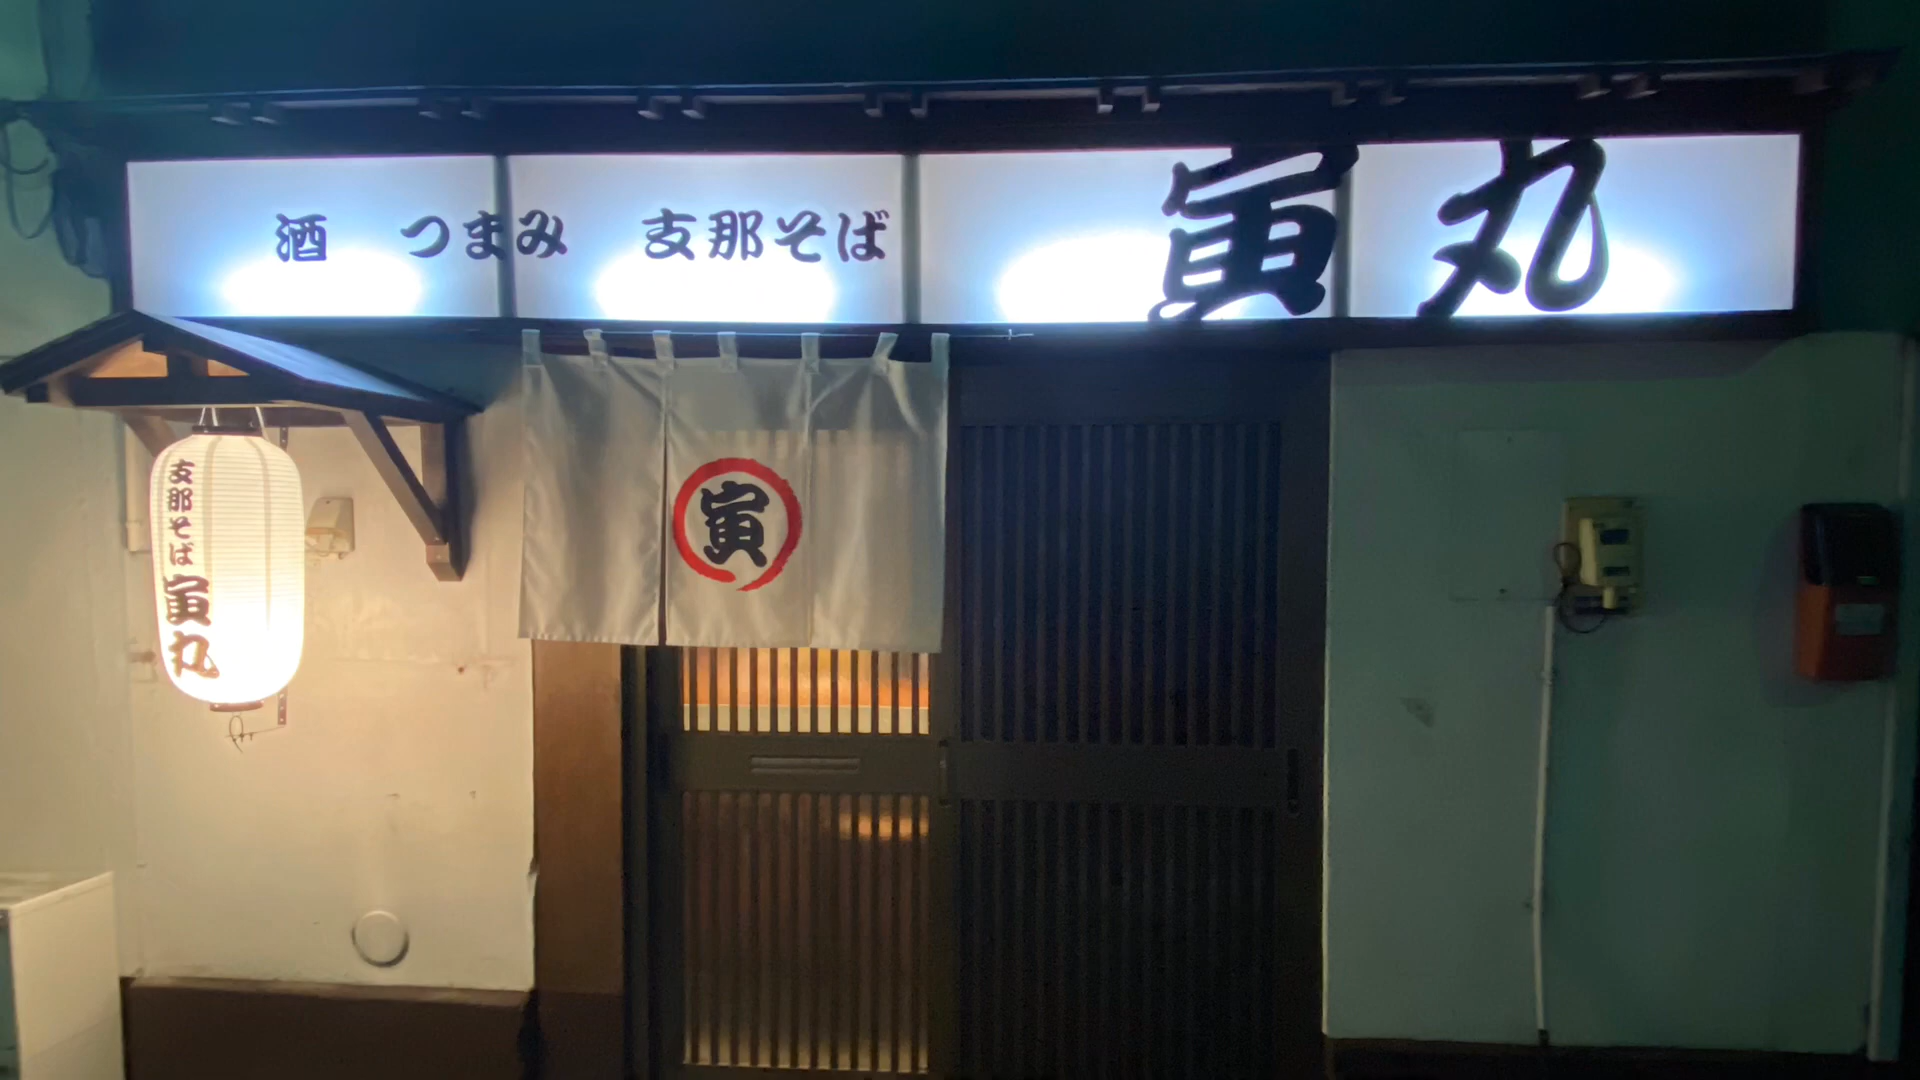 酒 つまみ 支那そば 寅丸
支那そば 寅丸
寅